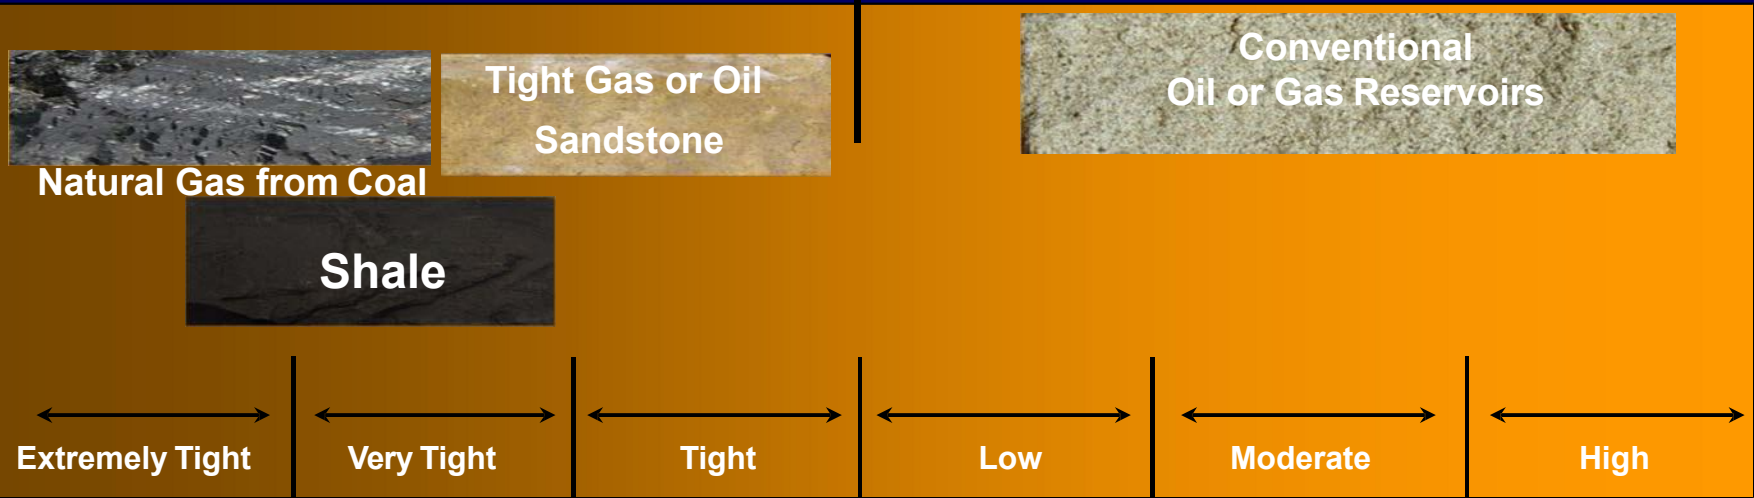 Natural Gas from Coal
Tight Gas or Oil
Sandstone
Conventional
Oil or Gas Reservoirs
Shale
Extremely Tight
Very Tight
Tight
Low
Moderate
High